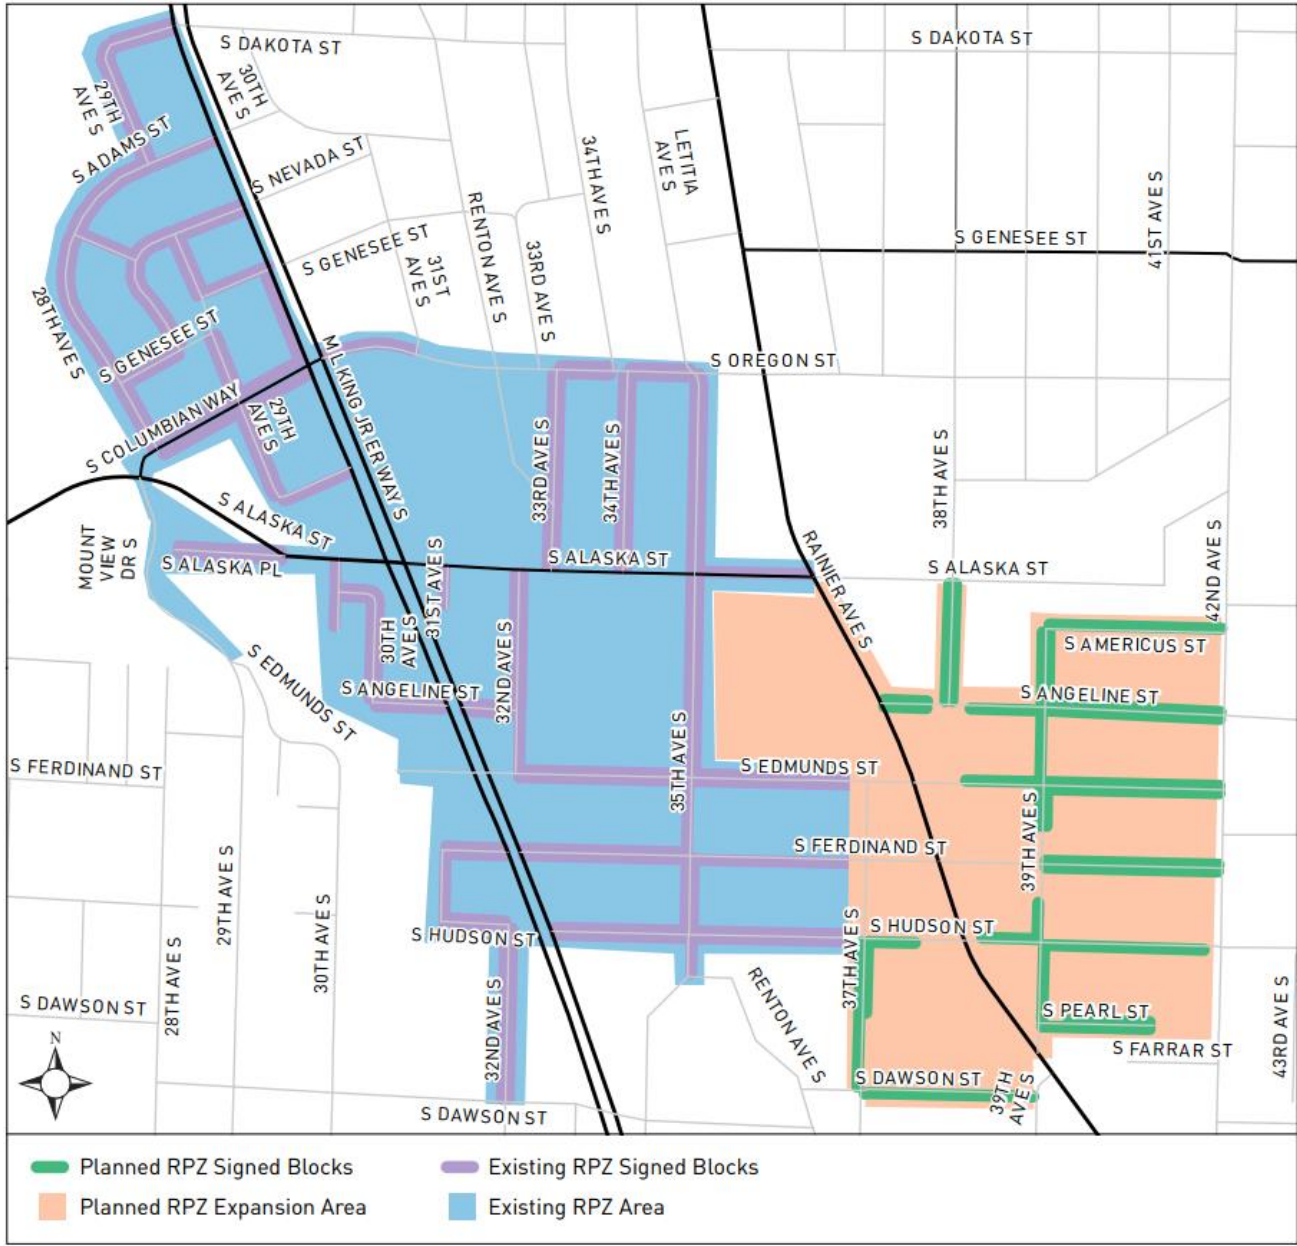 S DAKOTA ST
S DAKOTA ST
30TH
AVE S
29TH
AVE S
S ADAMS ST
S NEVADA ST
34TH AVE S
LETITIA
AVE S
41ST AVE S
RENTON AVE S
S GENESEE ST
S GENESEE ST
31ST
AVE S
33RD AVE S
28TH AVE S
S GENESEE ST
M L KING JR ER WAY S
S OREGON ST
S COLUMBIAN WAY
29TH
AVE S
33RD AVE S
34TH AVE S
38TH AVE S
S ALASKA ST
MOUNT
VIEW
DR S
S ALASKA PL
31ST AVE S
S ALASKA ST
RAINIER AVE S
S ALASKA ST
42ND AVE S
30TH
AVE S
32ND AVE S
S AMERICUS ST
S EDMUNDS ST
S ANGELINE ST
S ANGELINE ST
35TH AVE S
S FERDINAND ST
S EDMUNDS ST
39TH AVE S
S FERDINAND ST
29TH AVE S
30TH AVE S
28TH AVE S
S HUDSON ST
37TH AVE S
S HUDSON ST
S DAWSON ST
32ND AVE S
RENTON AVE S
S PEARL ST
43RD AVE S
S FARRAR ST
N
S DAWSON ST
39TH
AVE S
S DAWSON ST
Planned RPZ Signed Blocks
Existing RPZ Signed Blocks
Planned RPZ Expansion Area
Existing RPZ Area